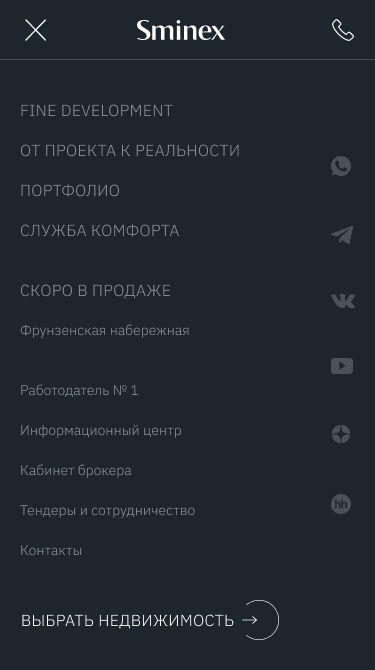 Sminex
FINE DEVELOPMENT
ОТ ПРОЕКТА К РЕАЛЬНОСТИ
ПОРТФОЛИО
СЛУЖБА КОМФОРТА
СКОРО В ПРОДАЖЕ
Фрунзенская набережная
Работодатель № 1
Информационный центр
Кабинет брокера
hh
Тендеры и сотрудничество
Контакты
ВЫБРАТЬ НЕДВИЖИМОСТЬ